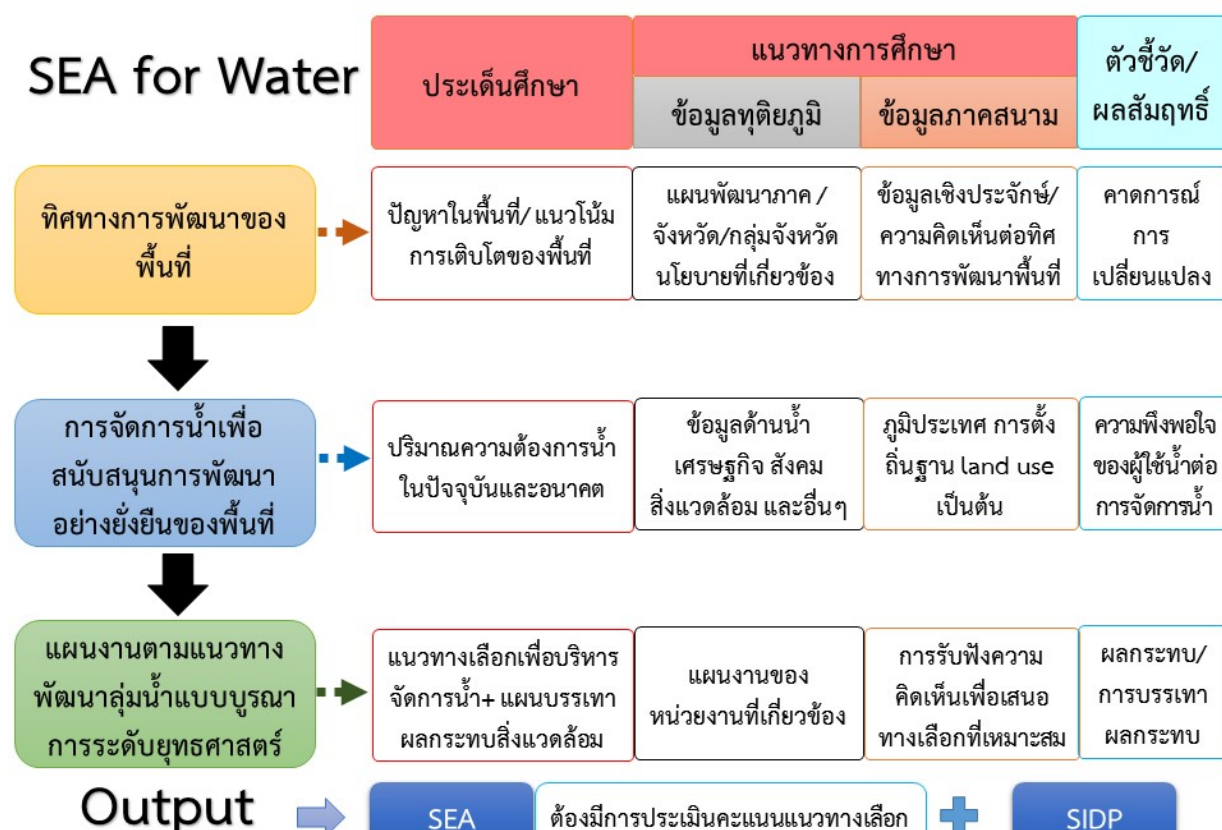 SEA for Water
ประเด็นศึกษา
แนวทางการศึกษา
ข้อมูลทุติยภูมิ
ข้อมูลภาคสนาม
ตัวชี้วัด/
ผลสัมฤทธิ์
ทิศทางการพัฒนาของ
พื้นที่
ปัญหาในพื้นที่/ แนวโน้ม
การเติบโตของพื้นที่
แผนพัฒนาภาค /
จังหวัด/กลุ่มจังหวัด
นโยบายที่เกี่ยวข้อง
ข้อมูลเชิงประจักษ์/
ความคิดเห็นต่อทิศ
ทางการพัฒนาพื้นที่
คาดการณ์
การ
เปลี่ยนแปลง
การจัดการน้ำเพื่อ
สนับสนุนการพัฒนา
อย่างยั่งยืนของพื้นที่
ปริมาณความต้องการน้ำ
ในปัจจุบันและอนาคต
ข้อมูลด้านน้ำ
เศรษฐกิจ สังคม
สิ่งแวดล้อม และอื่นๆ
ภูมิประเทศ การตั้ง
ถิ่นฐาน land use
เป็นต้น
ความพึงพอใจ
ของผู้ใช้น้ำต่อ
การจัดการน้ำ
แผนงานตามแนวทาง
พัฒนาลุ่มน้ำแบบบูรณา
การระดับยุทธศาสตร์
แนวทางเลือกเพื่อบริหาร
จัดการน้ำ+ แผนบรรเทา
ผลกระทบสิ่งแวดล้อม
แผนงานของ
หน่วยงานที่เกี่ยวข้อง
การรับฟังความ
คิดเห็นเพื่อเสนอ
ทางเลือกที่เหมาะสม
ผลกระทบ/
การบรรเทา
ผลกระทบ
Output
SEA
ต้องมีการประเมินคะแนนแนวทางเลือก
SIDP